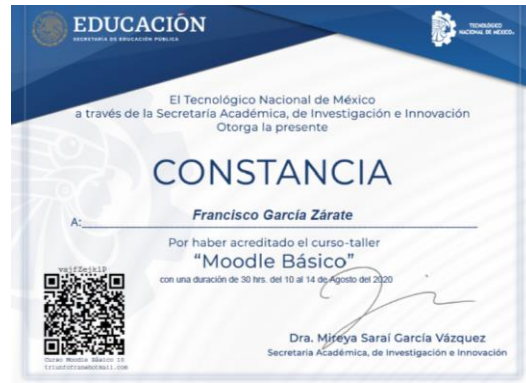 EDUCACIÓN
SECRETARÍA DE EDUCACIÓN PÚBLICA
TECNOLÓGICO
NACIONAL DE MÉXICO
El Tecnológico Nacional de México
a través de la Secretaría Académica, de Investigación e Innovación
Otorga la presente
CONSTANCIA
A: Francisco García Zárate
Por haber acreditado el curso-taller
"Moodle Básico"
con una duración de 30 hrs. del 10 al 14 de Agosto del 2020
Curso Moodle Básico
Dra. Mireya Saraí García Vázquez
Secretaria Académica, de Investigación e Innovación